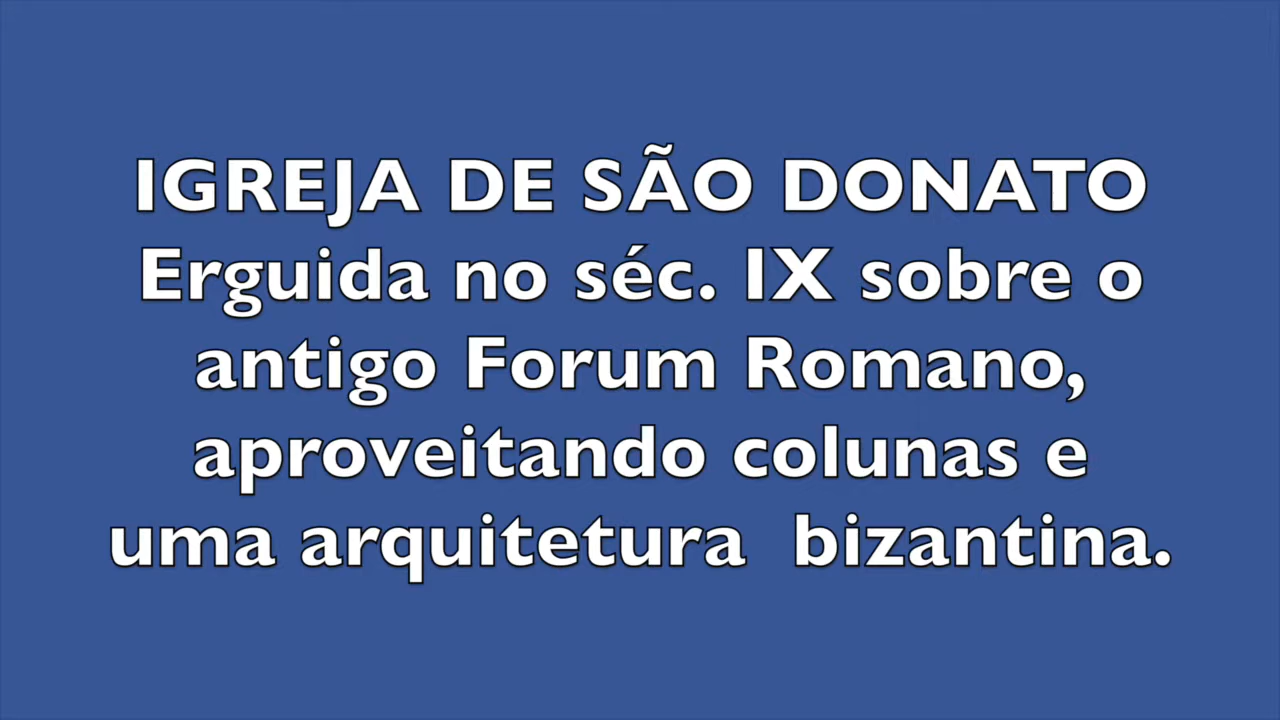 IGREJA DE SÃO DONATO
Erguida no séc. IX sobre o
antigo Forum Romano,
aproveitando colunas e
uma arquitetura  bizantina.